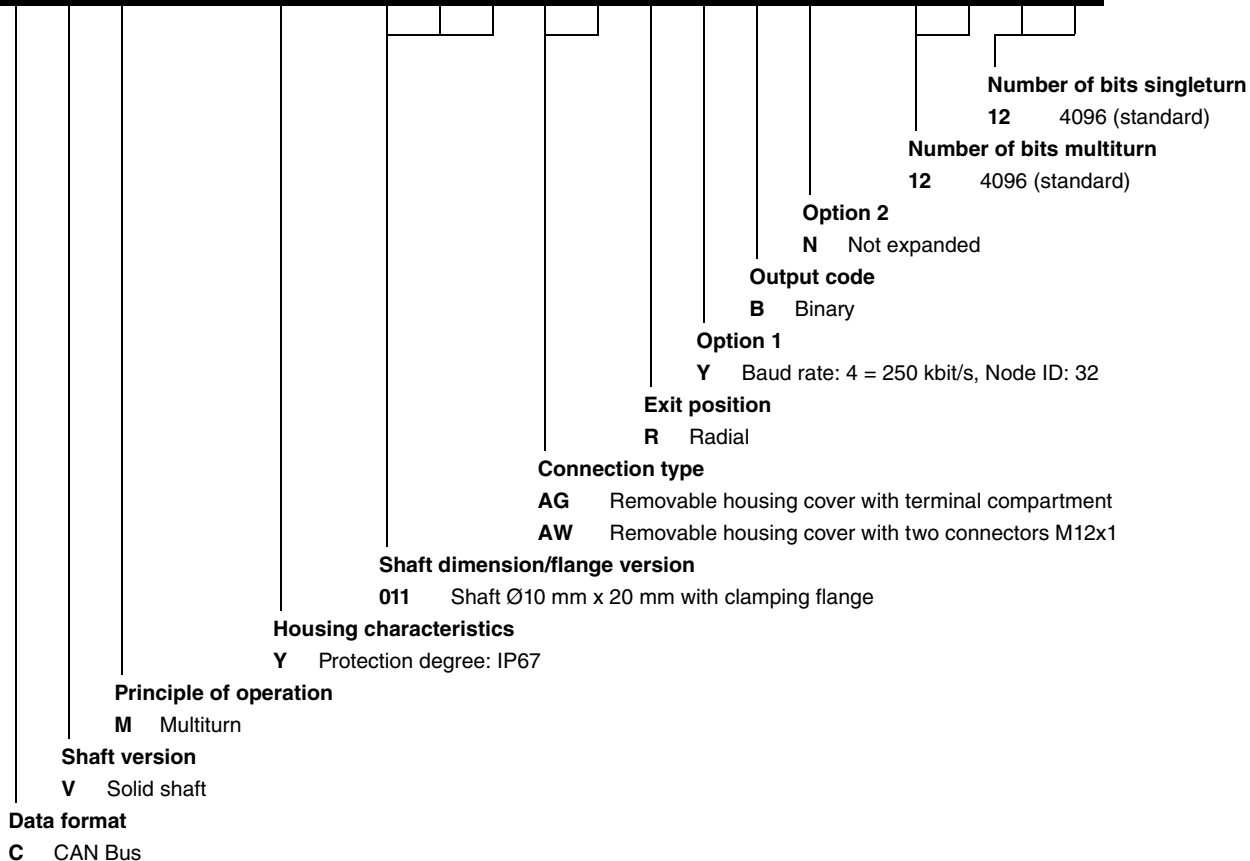 Number of bits singleturn
12 4096 (standard)
Number of bits multiturn
12 4096 (standard)
Option 2
N Not expanded
Output code
B Binary
Option 1
Y Baud rate: 4 = 250 kbit/s, Node ID: 32
Exit position
R Radial
Connection type
AG Removable housing cover with terminal compartment
AW Removable housing cover with two connectors M12x1
Shaft dimension/flange version
011 Shaft Ø10 mm x 20 mm with clamping flange
Housing characteristics
Y Protection degree: IP67
Principle of operation
M Multiturn
Shaft version
V Solid shaft
Data format
C CAN Bus